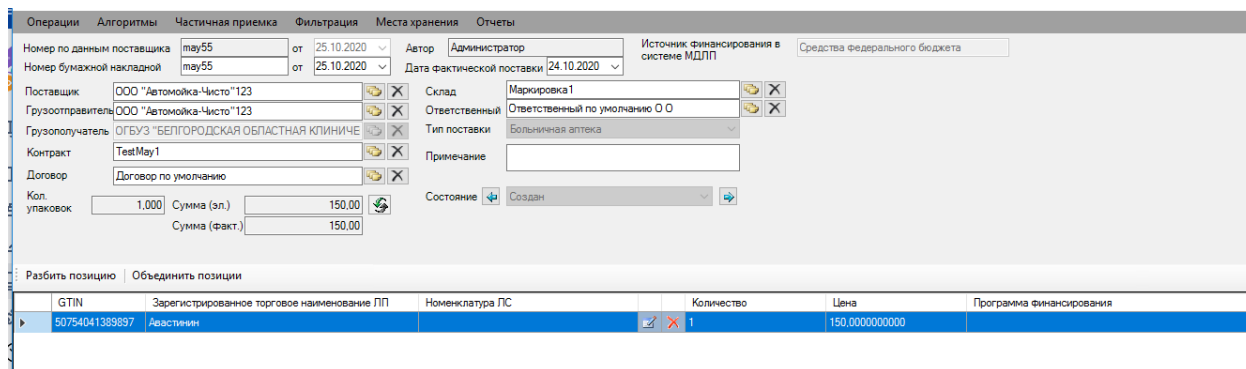 Операции Алгоритмы Частичная приемка Фильтрация Места хранения Отчеты
Номер по данным поставщика may55 от 25.10.2020 Автор Администратор Источник финансирования в системе МДЛП Средства федерального бюджета
Номер бумажной накладной may55 от 25.10.2020 Дата фактической поставки 24.10.2020
Поставщик ООО "Автомойка-Чисто"123 Склад Маркировка1
Грузоотправитель ООО "Автомойка-Чисто"123 Ответственный Ответственный по умолчанию О О
Грузополучатель ОГБУЗ "БЕЛГОРОДСКАЯ ОБЛАСТНАЯ КЛИНИЧЕ Тип поставки Больничная аптека
Контракт TestMay1 Примечание
Договор Договор по умолчанию
Кол. упаковок 1,000 Сумма (эл.) 150,00 Состояние Создан
Сумма (факт.) 150,00
Разбить позицию Объединить позиции
GTIN Зарегистрированное торговое наименование ЛП Номенклатура ЛС Количество Цена Программа финансирования
50754041389897 Авастинин 1 150,0000000000